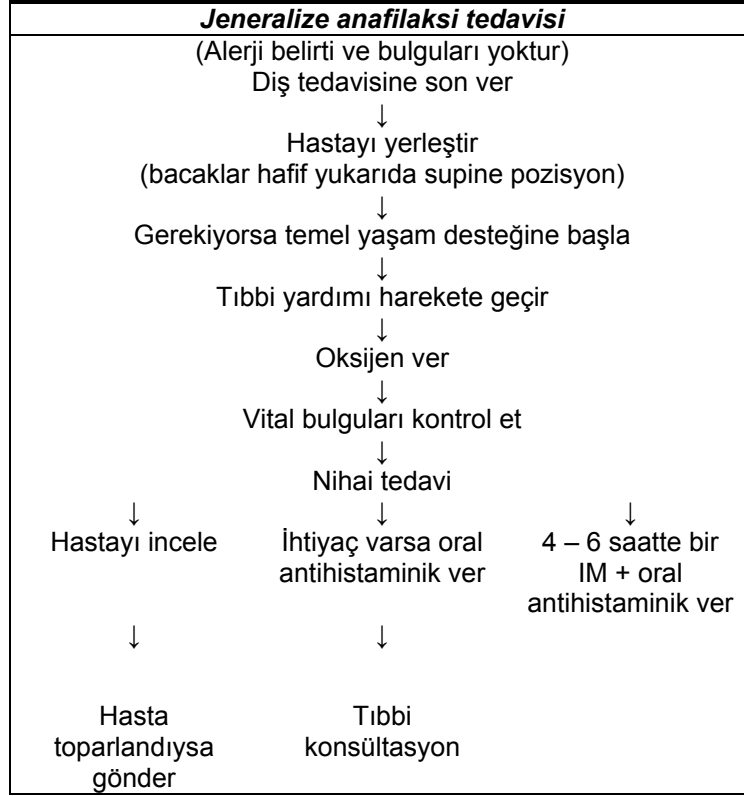 Jeneralize anafilaksi tedavisi
(Alerji belirti ve bulguları yoktur)
Diş tedavisine son ver
↓
Hastayı yerleştir
(bacaklar hafif yukarıda supine pozisyon)
↓
Gerekiyorsa temel yaşam desteğine başla
↓
Tıbbi yardımı harekete geçir
↓
Oksijen ver
↓
Vital bulguları kontrol et
↓
Nihai tedavi
↓ ↓ ↓
Hastayı incele
İhtiyaç varsa oral
antihistaminik ver
4 – 6 saatte bir
IM + oral
antihistaminik ver
↓ ↓
Hasta
toparlandıysa
gönder
Tıbbi
konsültasyon